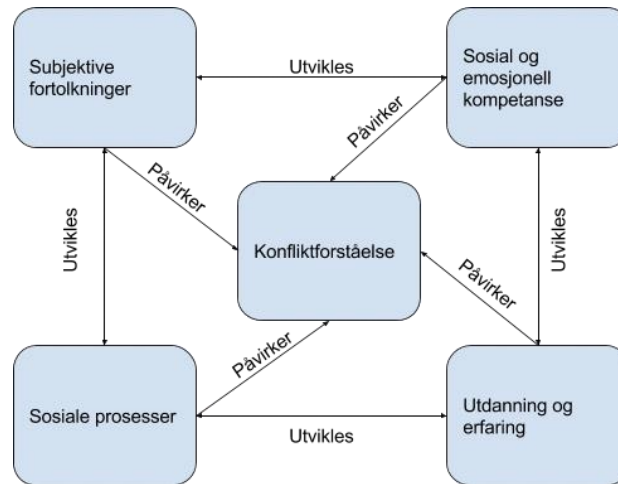 Subjektive
fortolkninger
Utvikles
Sosial og
emosjonell
kompetanse
Påvirker
Påvirker
Utvikles
Konfliktforståelse
Utvikles
Påvirker
Påvirker
Sosiale prosesser
Utvikles
Utdanning og
erfaring